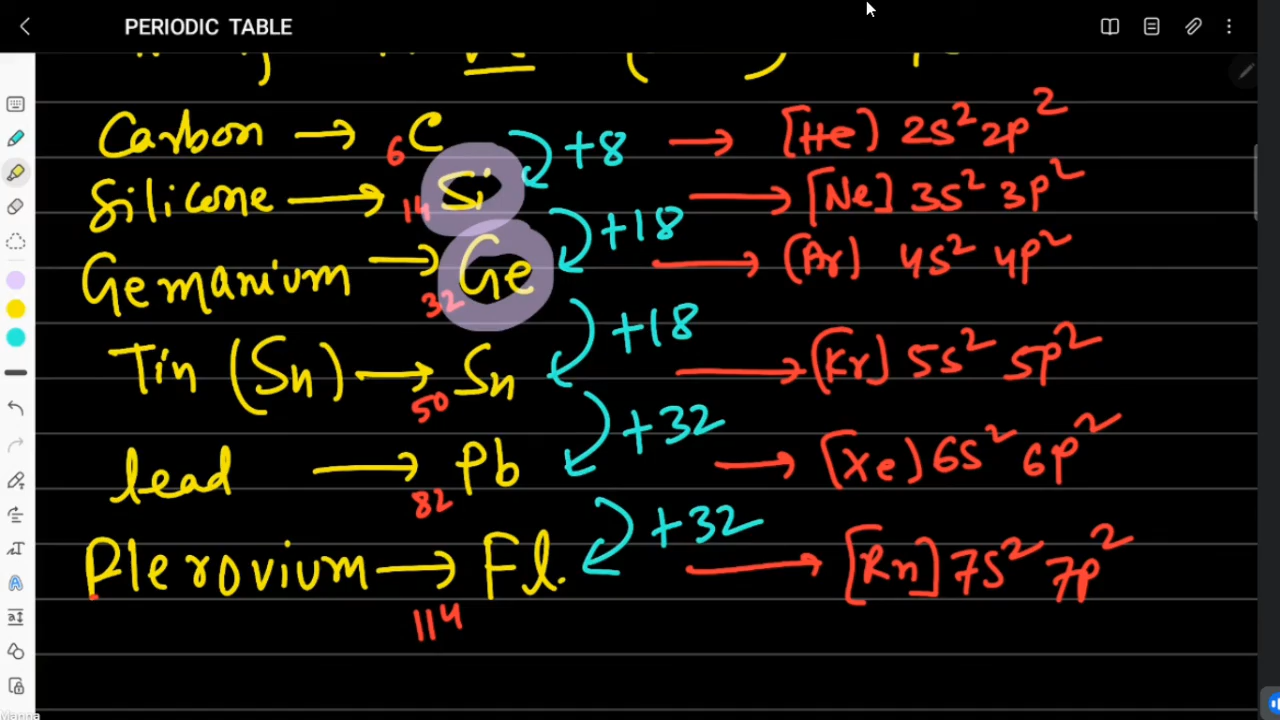 PERIODIC TABLE
Carbon → 6C +8 → [He) 2s² 2p²
Silicone → 14Si +18 → [Ne] 3s² 3p²
Gemanium → 32Ge +18 → (Ar) 4s² 4p²
Tin (Sn) → 50Sn +32 → [Kr] 5s² 5p²
lead → 82Pb +32 → [Xe] 6s² 6p²
Plerovium → 114Fl. → [Rn] 7s² 7p²